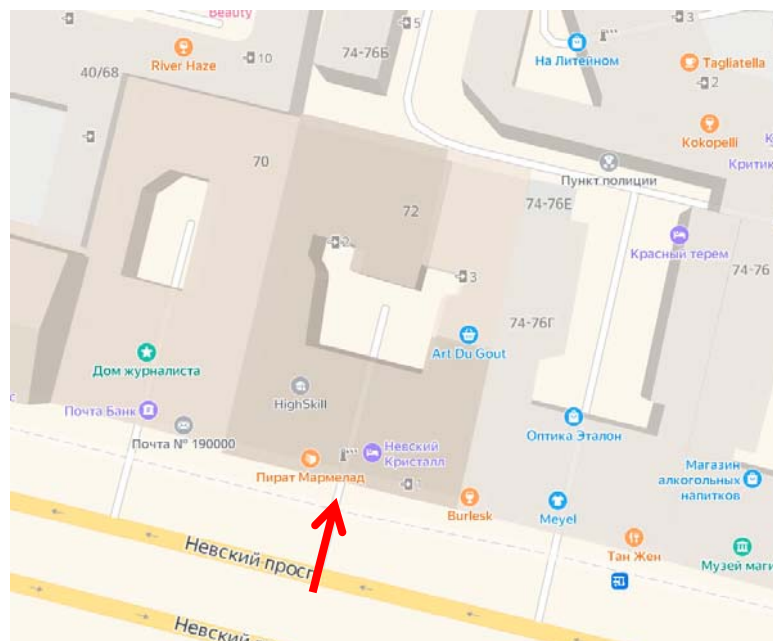 Beauty
5
3
River Haze
10
74-76Б
На Литейном
Tagliatella
40/68
2
Kokopelli
К
Критик
70
Пункт полиции
72
74-76Е
2
Красный терем
3
74-76
74-76Г
Art Du Gout
Дом журналиста
с
HighSkill
Почта Банк
Почта № 190000
Оптика Эталон
Невский
Кристалл
Пират Мармелад
Магазин
алкогольных
напитков
Burlesk
Meyel
Тан Жен
Музей маги
Невский просп
Невский